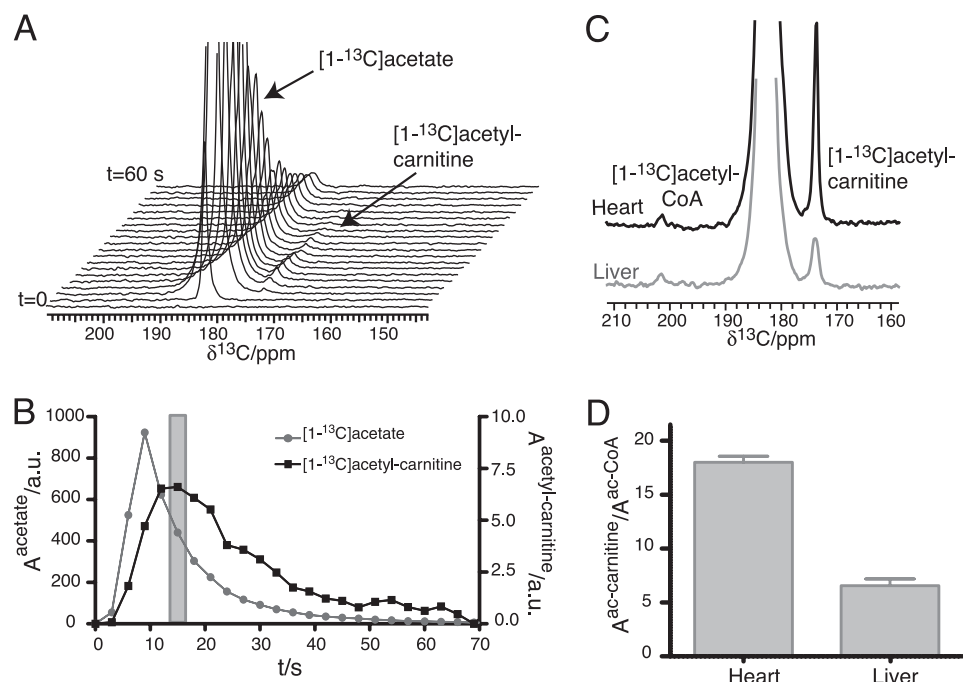 A
[1-¹³C]acetate
[1-¹³C]acetyl-
carnitine
t=60 s
t=0
200 190 180 170 160 150
δ¹³C/ppm
C
[1-¹³C]acetyl-
CoA
[1-¹³C]acetyl-
carnitine
Heart
Liver
210 200 190 180 170 160
δ¹³C/ppm
B
1000
800
600
400
200
0
A^acetate/a.u.
[1-¹³C]acetate
[1-¹³C]acetyl-carnitine
10.0
7.5
5.0
2.5
0.0
A^acetyl-carnitine/a.u.
0 10 20 30 40 50 60 70
t/s
D
A^ac-carnitine/A^ac-CoA
20
15
10
5
0
Heart Liver